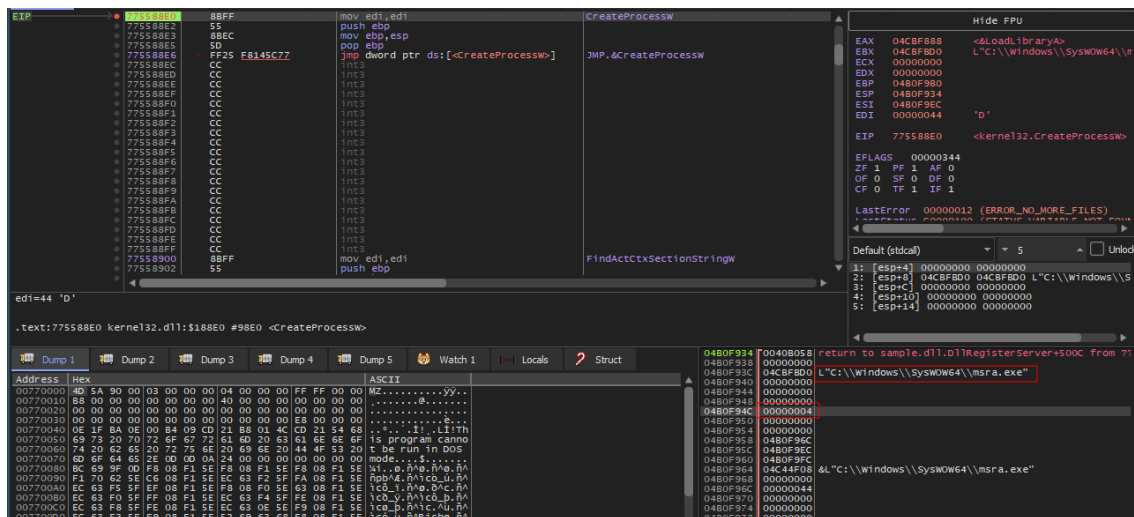 EIP 775588E0 8BFF mov edi,edi CreateProcessW
775588E2 55 push ebp
775588E3 8BEC mov ebp,esp
775588E5 5D pop ebp
775588E6 FF25 F8145C77 jmp dword ptr ds:[<CreateProcessW>] JMP.&CreateProcessW
775588EC CC int3
775588ED CC int3
775588EE CC int3
775588EF CC int3
775588F0 CC int3
775588F1 CC int3
775588F2 CC int3
775588F3 CC int3
775588F4 CC int3
775588F5 CC int3
775588F6 CC int3
775588F7 CC int3
775588F8 CC int3
775588F9 CC int3
775588FA CC int3
775588FB CC int3
775588FC CC int3
775588FD CC int3
775588FE CC int3
775588FF CC int3
77558900 8BFF mov edi,edi FindActCtxSectionStringW
77558902 55 push ebp
Hide FPU
EAX 04CBF888 <&LoadLibraryA>
EBX 04CBFBD0 L"C:\\Windows\\SysWOW64\\m
ECX 00000000
EDX 00000000
EBP 04B0F9B0
ESP 04B0F934
ESI 04B0F9EC
EDI 00000044 'D'
EIP 775588E0 <kernel32.CreateProcessW>
EFLAGS 00000344
ZF 1 PF 1 AF 0
OF 0 SF 0 DF 0
CF 0 TF 1 IF 1
LastError 00000012 (ERROR_NO_MORE_FILES)
Default (stdcall) 5 Unlock
1: [esp+4] 00000000 00000000
2: [esp+8] 04CBFBD0 04CBFBD0 L"C:\\Windows\\S
3: [esp+C] 00000000 00000000
4: [esp+10] 00000000 00000000
5: [esp+14] 00000000 00000000
edi=44 'D'
.text:775588E0 kernel32.dll:$188E0 #98E0 <CreateProcessW>
Dump 1 Dump 2 Dump 3 Dump 4 Dump 5 Watch 1 Locals Struct
Address Hex ASCII
00770000 4D 5A 90 00 03 00 00 00 04 00 00 00 FF FF 00 00 MZ..........ÿÿ..
00770010 B8 00 00 00 00 00 00 00 40 00 00 00 00 00 00 00 ........@.......
00770020 00 00 00 00 00 00 00 00 00 00 00 00 00 00 00 00 ................
00770030 00 00 00 00 00 00 00 00 00 00 00 00 E8 00 00 00 ............è...
00770040 0E 1F BA 0E 00 B4 09 CD 21 B8 01 4C CD 21 54 68 ..º..´.Í!¸.LÍ!Th
00770050 69 73 20 70 72 6F 67 72 61 6D 20 63 61 6E 6E 6F is program canno
00770060 74 20 62 65 20 72 75 6E 20 69 6E 20 44 4F 53 20 t be run in DOS
00770070 6D 6F 64 65 2E 0D 0D 0A 24 00 00 00 00 00 00 00 mode....$.......
00770080 BC 69 9F 0D F8 08 F1 5E F8 08 F1 5E F8 08 F1 5E ¼i..ø.ñ^ø.ñ^ø.ñ^
00770090 F1 70 62 5E C6 08 F1 5E EC 63 F2 5F FA 08 F1 5E ñpb^Æ.ñ^ìcò_ú.ñ^
007700A0 EC 63 F5 5F EF 08 F1 5E F8 08 F0 5E 63 08 F1 5E
007700B0 EC 63 F0 5F FF 08 F1 5E EC 63 F4 5F FE 08 F1 5E
007700C0 EC 63 F8 5F FE 08 F1 5E EC 63 0E 5E F9 08 F1 5E
04B0F934 0040B058 return to sample.dll.DllRegisterServer+500C from
04B0F938 00000000
04B0F93C 04CBFBD0 L"C:\\Windows\\SysWOW64\\msra.exe"
04B0F940 00000000
04B0F944 00000000
04B0F948 00000000
04B0F94C 00000004
04B0F950 00000000
04B0F954 00000000
04B0F958 04B0F96C
04B0F95C 04B0F9EC
04B0F960 04B0F9FC
04B0F964 04C44F08 &L"C:\\Windows\\SysWOW64\\msra.exe"
04B0F968 00000000
04B0F96C 00000044
04B0F970 00000000
04B0F974 00000000